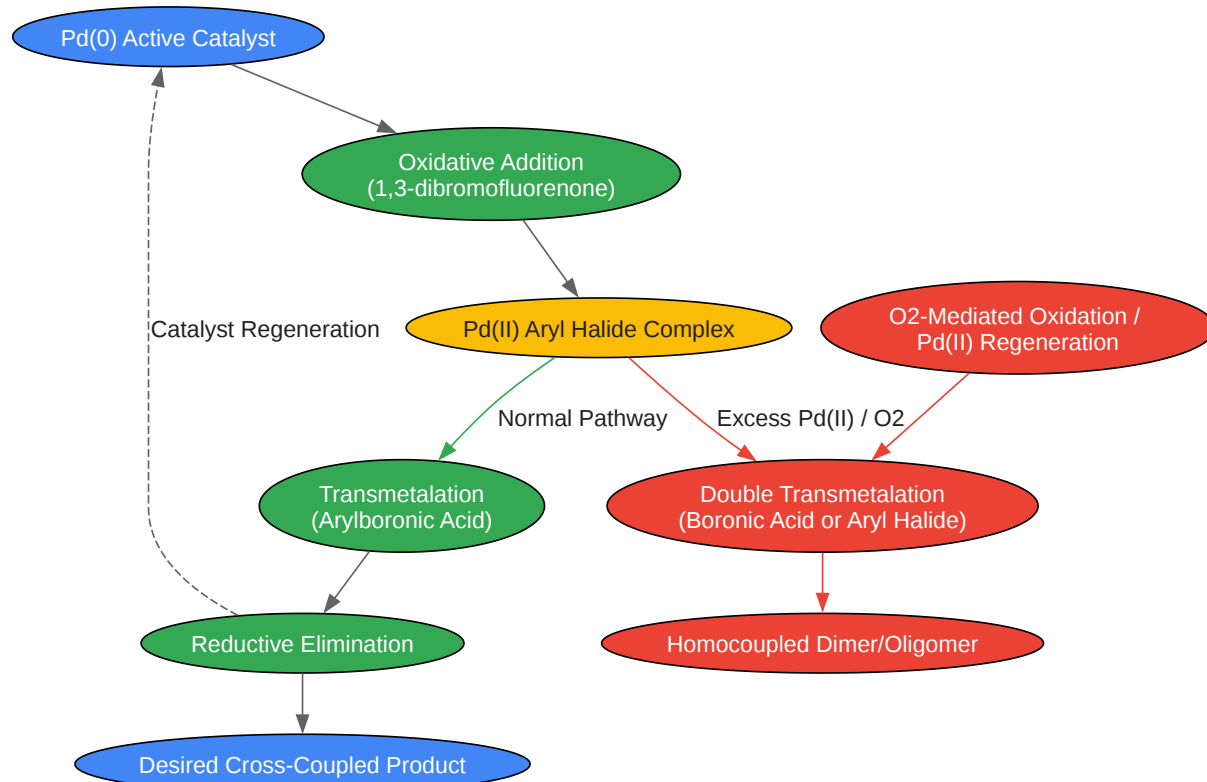 Pd(0) Active Catalyst
Oxidative Addition
(1,3-dibromofluorenone)
Pd(II) Aryl Halide Complex
O2-Mediated Oxidation /
Pd(II) Regeneration
Catalyst Regeneration
Normal Pathway
Excess Pd(II) / O2
Transmetalation
(Arylboronic Acid)
Double Transmetalation
(Boronic Acid or Aryl Halide)
Reductive Elimination
Homocoupled Dimer/Oligomer
Desired Cross-Coupled Product